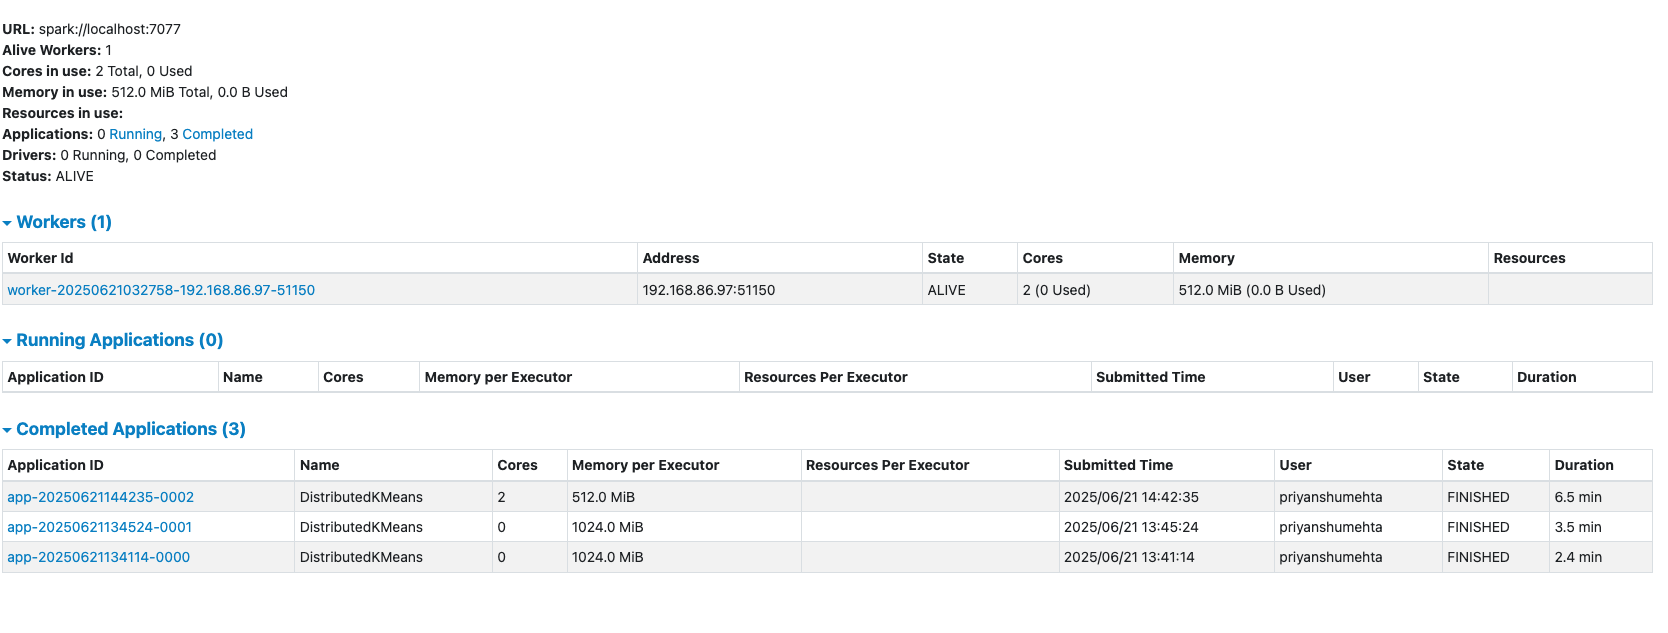 URL: spark://localhost:7077
Alive Workers: 1
Cores in use: 2 Total, 0 Used
Memory in use: 512.0 MiB Total, 0.0 B Used
Resources in use:
Applications: 0 Running, 3 Completed
Drivers: 0 Running, 0 Completed
Status: ALIVE
Workers (1)
Worker Id Address State Cores Memory Resources
worker-20250621032758-192.168.86.97-51150 192.168.86.97:51150 ALIVE 2 (0 Used) 512.0 MiB (0.0 B Used)
Running Applications (0)
Application ID Name Cores Memory per Executor Resources Per Executor Submitted Time User State Duration
Completed Applications (3)
Application ID Name Cores Memory per Executor Resources Per Executor Submitted Time User State Duration
app-20250621144235-0002 DistributedKMeans 2 512.0 MiB 2025/06/21 14:42:35 priyanshumehta FINISHED 6.5 min
app-20250621134524-0001 DistributedKMeans 0 1024.0 MiB 2025/06/21 13:45:24 priyanshumehta FINISHED 3.5 min
app-20250621134114-0000 DistributedKMeans 0 1024.0 MiB 2025/06/21 13:41:14 priyanshumehta FINISHED 2.4 min